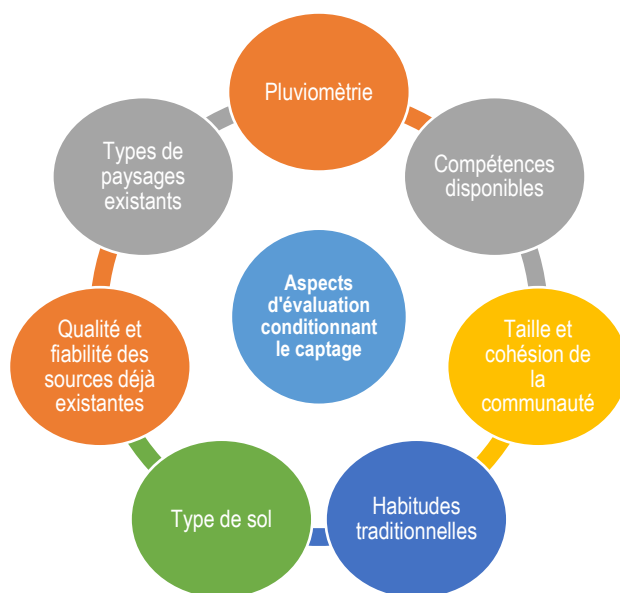 Pluviomètrie
Compétences
disponibles
Taille et
cohésion de
la
communauté
Habitudes
traditionnelles
Type de sol
Qualité et
fiabilité des
sources déjà
existantes
Types de
paysages
existants
Aspects
d'évaluation
conditionnant
le captage